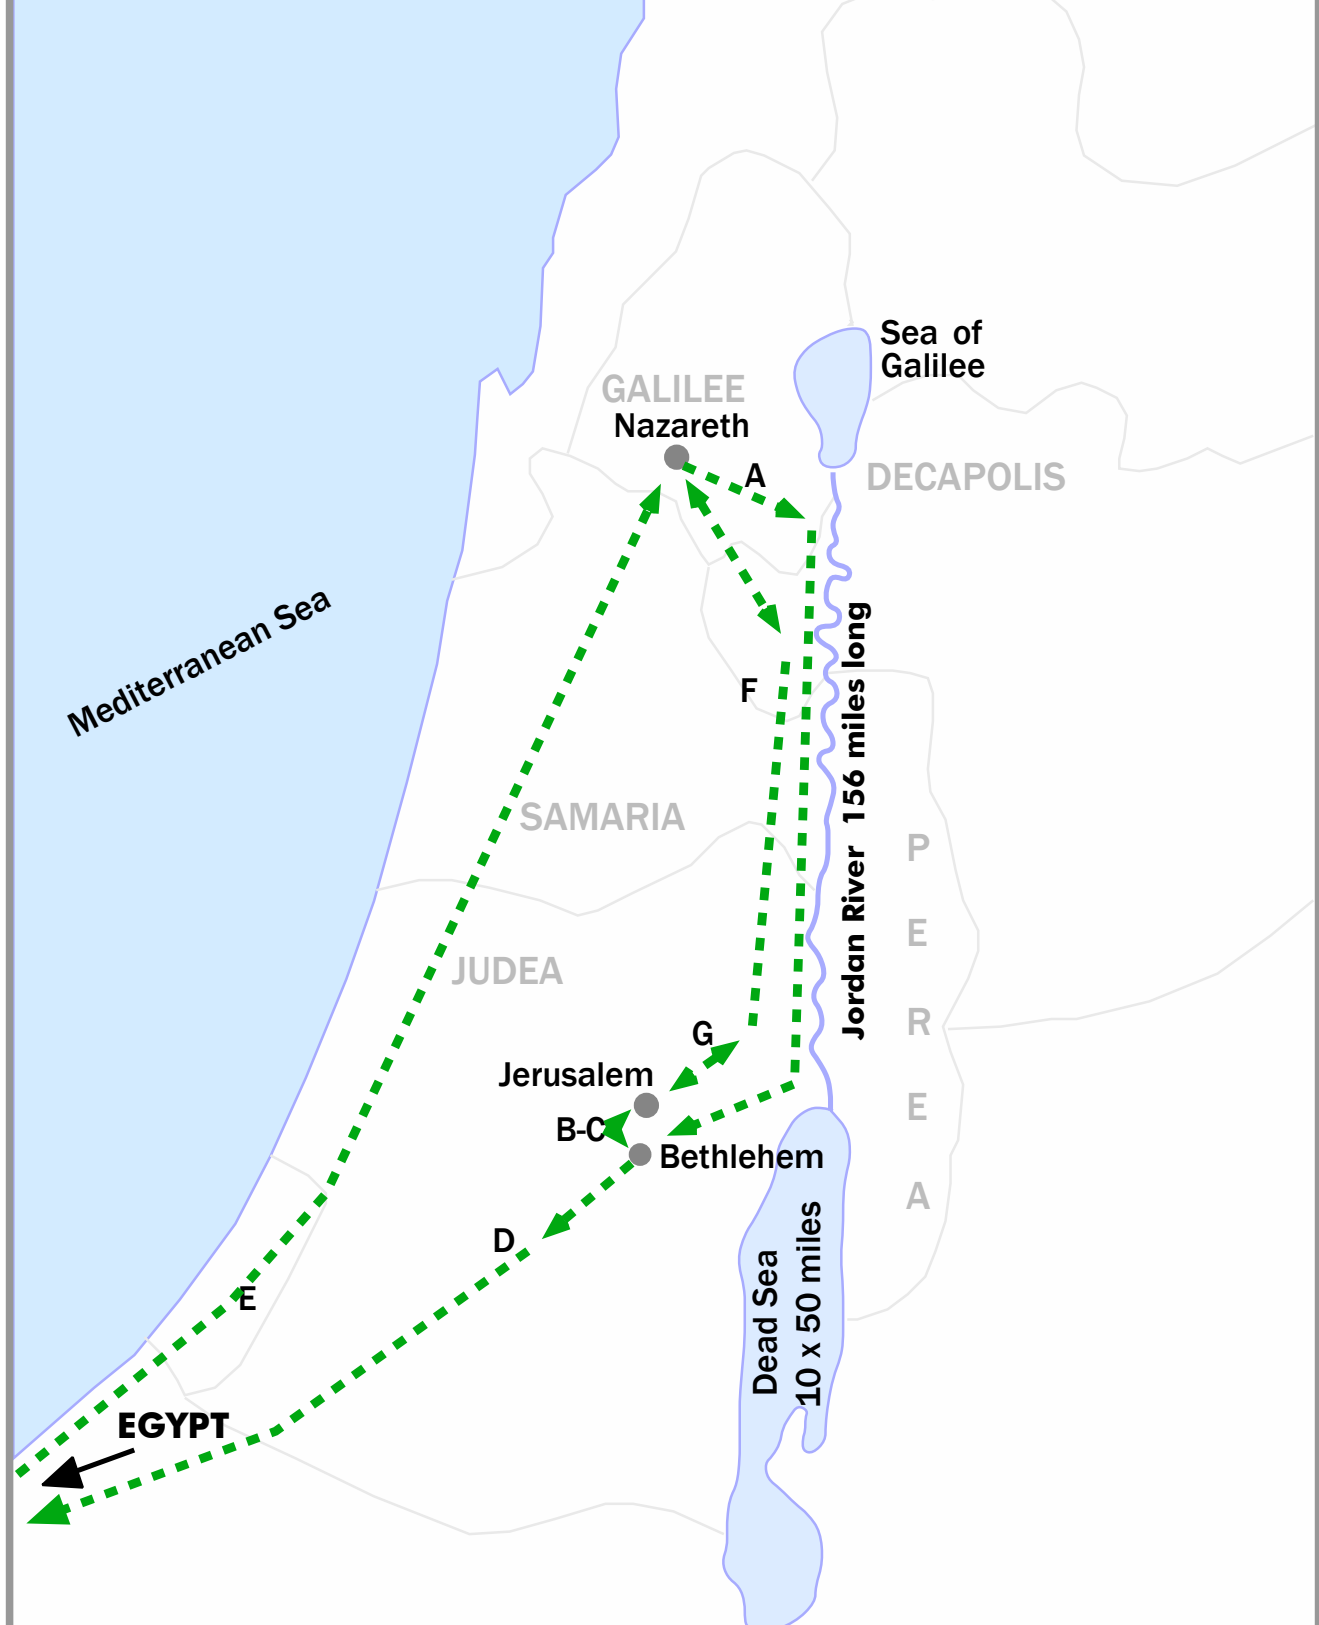 Sea of
Galilee
GALILEE
Nazareth
A
DECAPOLIS
Mediterranean Sea
F
Jordan River 156 miles long
SAMARIA
P
E
R
E
A
JUDEA
G
Jerusalem
B-C
Bethlehem
D
E
Dead Sea
10 x 50 miles
EGYPT